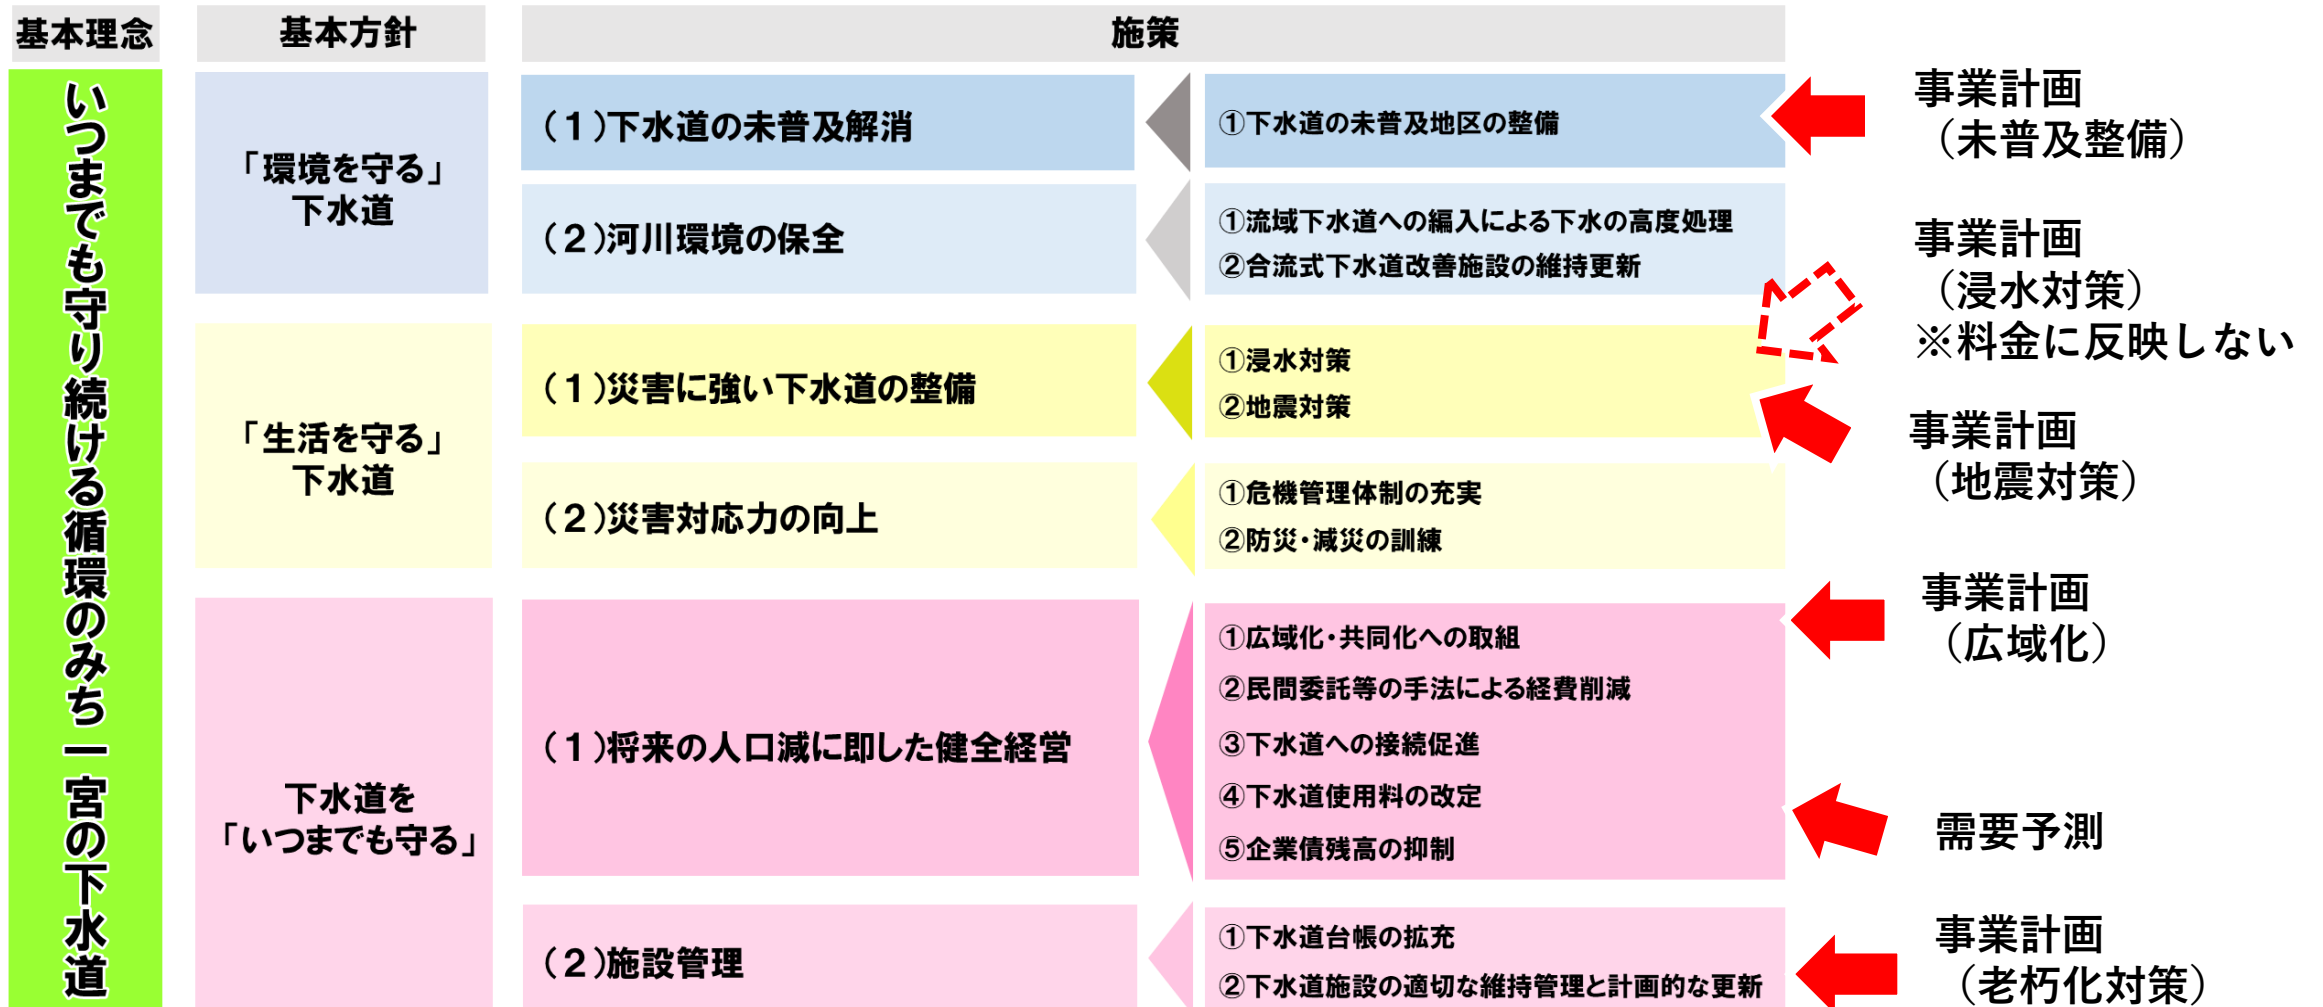 基本理念
基本方針
施策
いつまでも守り続ける循環のみち 一宮の下水道
「環境を守る」
下水道
(1)下水道の未普及解消
①下水道の未普及地区の整備
事業計画
(未普及整備)
(2)河川環境の保全
①流域下水道への編入による下水の高度処理
②合流式下水道改善施設の維持更新
事業計画
(浸水対策)
※料金に反映しない
「生活を守る」
下水道
(1)災害に強い下水道の整備
①浸水対策
②地震対策
事業計画
(地震対策)
(2)災害対応力の向上
①危機管理体制の充実
②防災・減災の訓練
下水道を
「いつまでも守る」
(1)将来の人口減に即した健全経営
①広域化・共同化への取組
②民間委託等の手法による経費削減
③下水道への接続促進
④下水道使用料の改定
⑤企業債残高の抑制
事業計画
(広域化)
需要予測
(2)施設管理
①下水道台帳の拡充
②下水道施設の適切な維持管理と計画的な更新
事業計画
(老朽化対策)